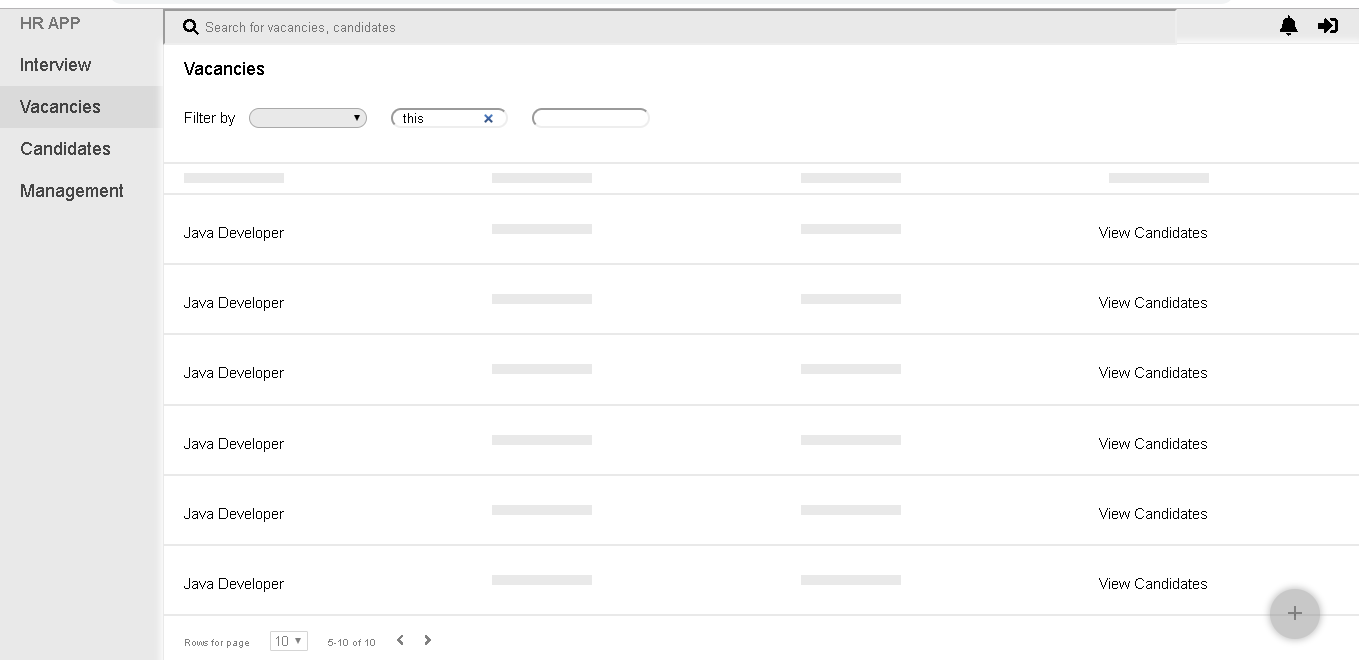 HR APP
Interview
Vacancies
Candidates
Management
Search for vacancies, candidates
Vacancies
Filter by this
Java Developer View Candidates
Java Developer View Candidates
Java Developer View Candidates
Java Developer View Candidates
Java Developer View Candidates
Java Developer View Candidates
Rows for page 10 5-10 of 10